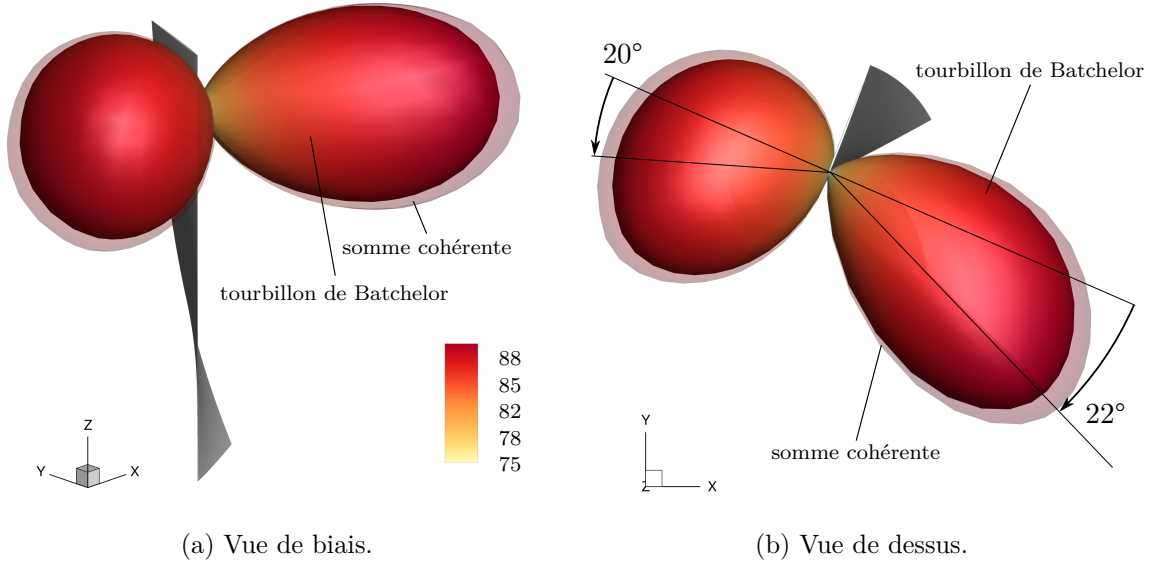 20°
tourbillon de Batchelor
somme cohérente
tourbillon de Batchelor
88
85
82
78
75
22°
somme cohérente
Z
Y
X
Y
Z
X
(a) Vue de biais.
(b) Vue de dessus.